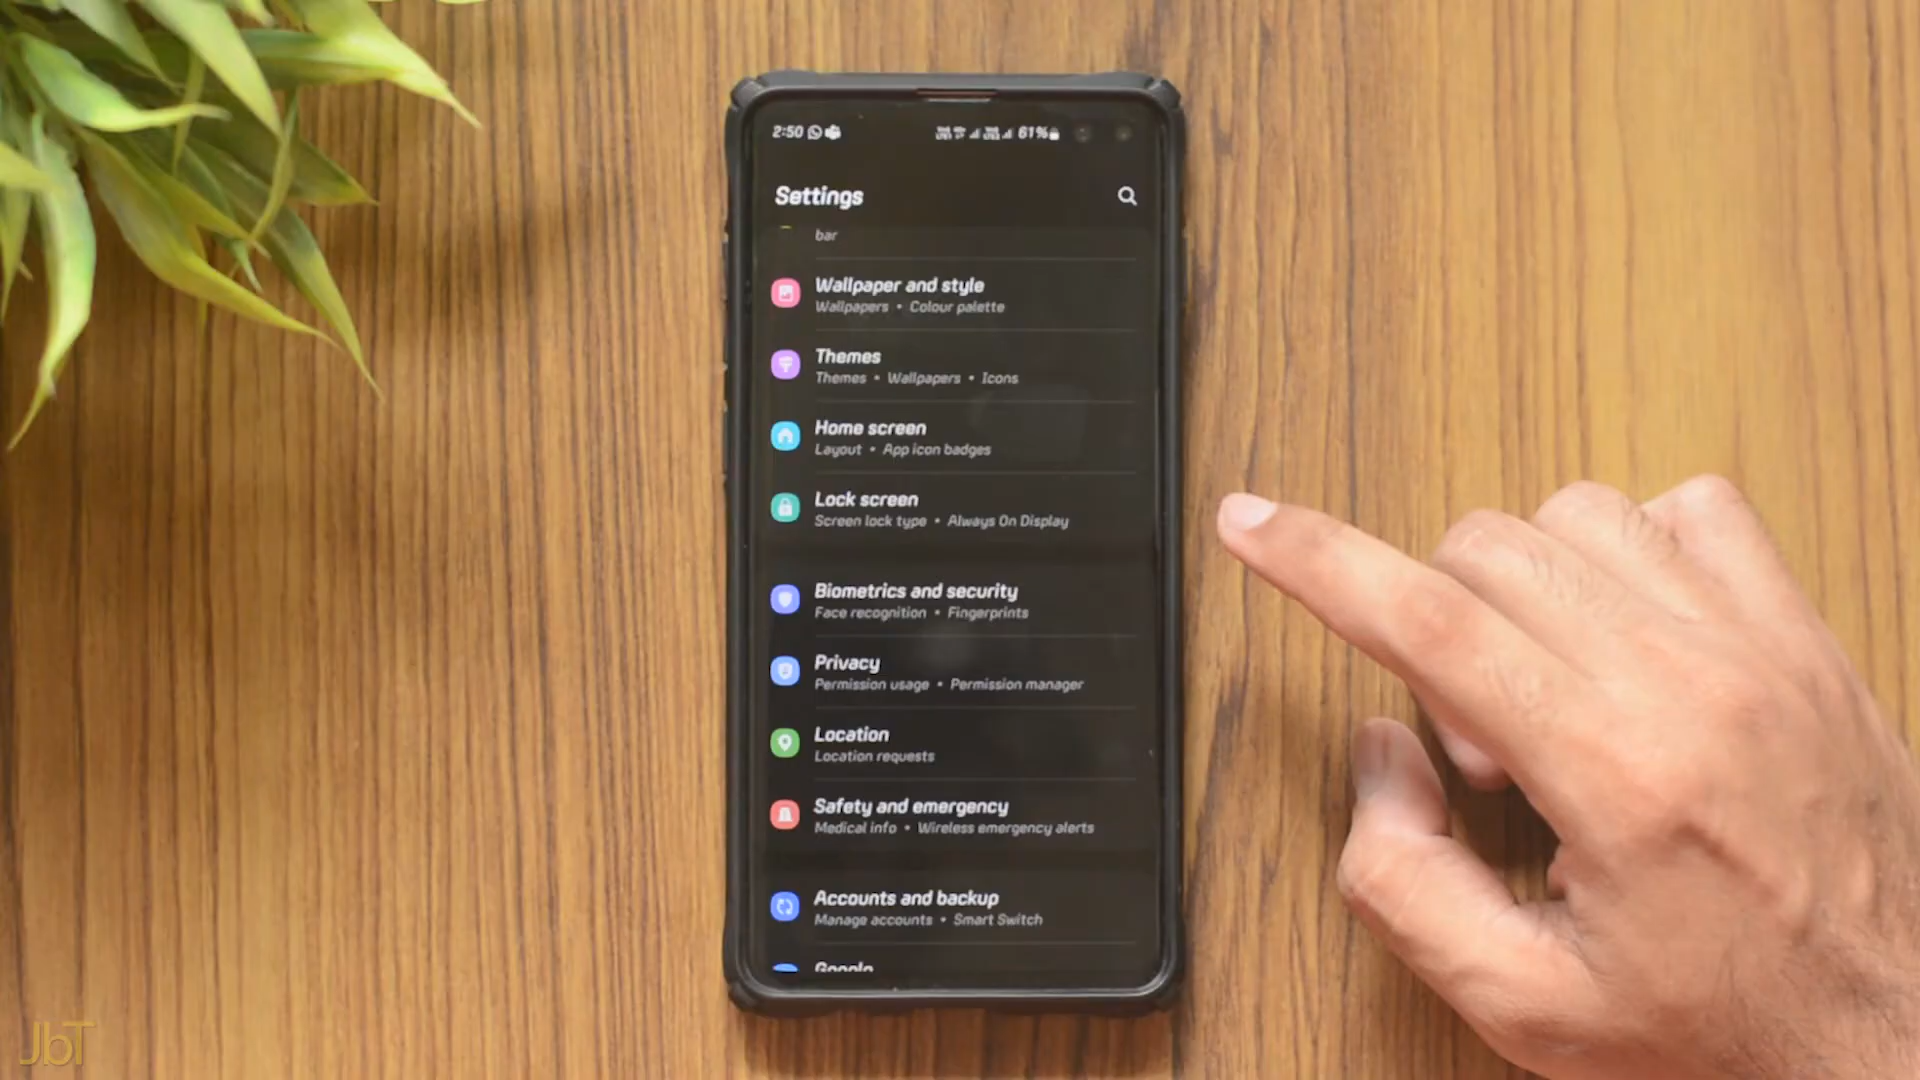 2:50
61%
Settings
bar
Wallpaper and style
Wallpapers • Colour palette
Themes
Themes • Wallpapers • Icons
Home screen
Layout • App icon badges
Lock screen
Screen lock type • Always On Display
Biometrics and security
Face recognition • Fingerprints
Privacy
Permission usage • Permission manager
Location
Location requests
Safety and emergency
Medical info • Wireless emergency alerts
Accounts and backup
Manage accounts • Smart Switch
Google
JbT